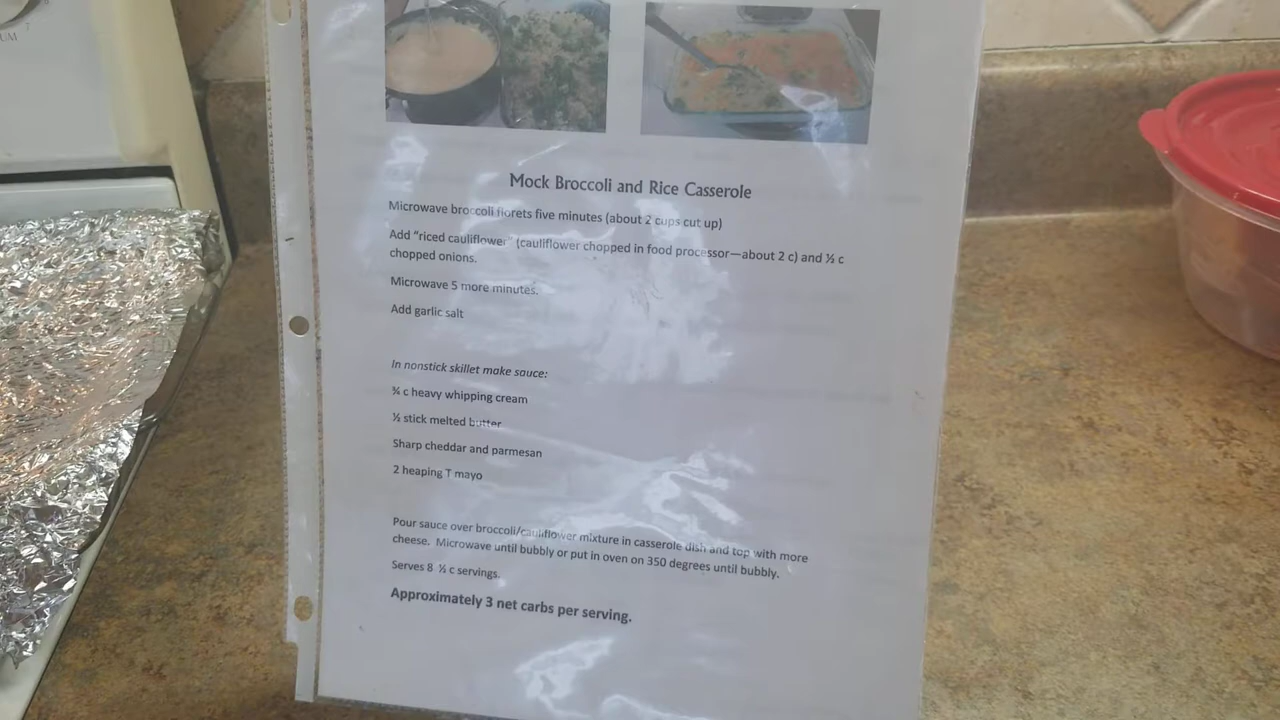 UM
Mock Broccoli and Rice Casserole
Microwave broccoli florets five minutes (about 2 cups cut up)
Add “riced cauliflower” (cauliflower chopped in food processor—about 2 c) and ½ c
chopped onions.
Microwave 5 more minutes.
Add garlic salt
In nonstick skillet make sauce:
¾ c heavy whipping cream
½ stick melted butter
Sharp cheddar and parmesan
2 heaping T mayo
Pour sauce over broccoli/cauliflower mixture in casserole dish and top with more
cheese. Microwave until bubbly or put in oven on 350 degrees until bubbly.
Serves 8 ½ c servings.
Approximately 3 net carbs per serving.